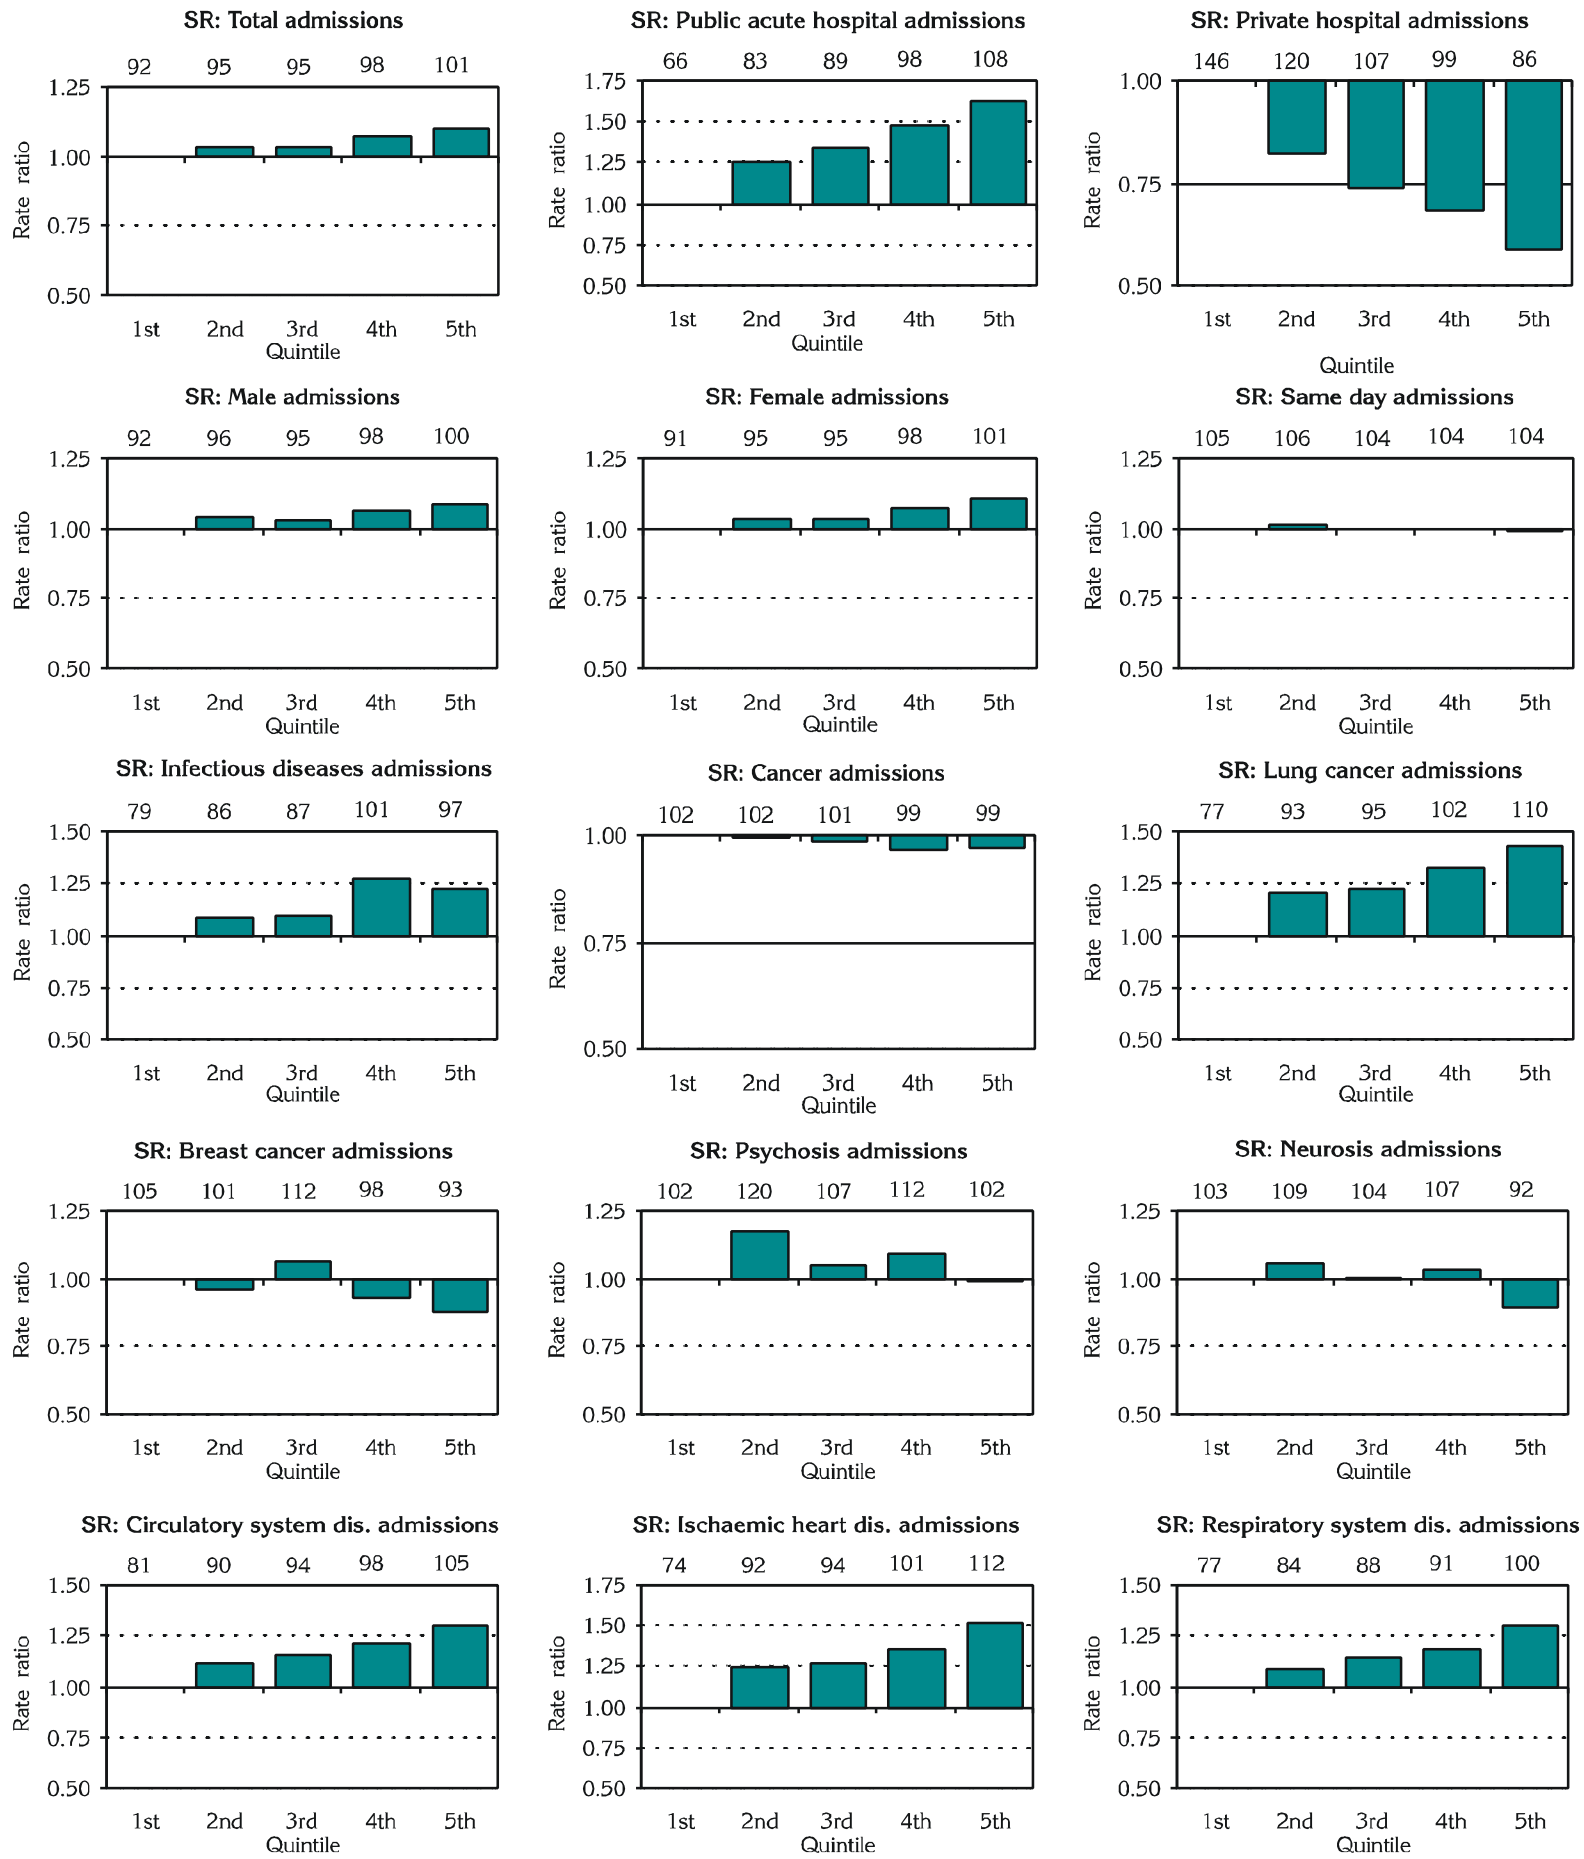 SR: Total admissions
92 95 95 98 101
1.25
1.00
0.75
0.50
Rate ratio
1st 2nd 3rd 4th 5th
Quintile
SR: Public acute hospital admissions
66 83 89 98 108
1.75
1.50
1.25
1.00
0.75
0.50
Rate ratio
1st 2nd 3rd 4th 5th
Quintile
SR: Private hospital admissions
146 120 107 99 86
1.00
0.75
0.50
Rate ratio
1st 2nd 3rd 4th 5th
Quintile
SR: Male admissions
92 96 95 98 100
1.25
1.00
0.75
0.50
Rate ratio
1st 2nd 3rd 4th 5th
Quintile
SR: Female admissions
91 95 95 98 101
1.25
1.00
0.75
0.50
Rate ratio
1st 2nd 3rd 4th 5th
Quintile
SR: Same day admissions
105 106 104 104 104
1.25
1.00
0.75
0.50
Rate ratio
1st 2nd 3rd 4th 5th
Quintile
SR: Infectious diseases admissions
79 86 87 101 97
1.50
1.25
1.00
0.75
0.50
Rate ratio
1st 2nd 3rd 4th 5th
Quintile
SR: Cancer admissions
102 102 101 99 99
1.00
0.75
0.50
Rate ratio
1st 2nd 3rd 4th 5th
Quintile
SR: Lung cancer admissions
77 93 95 102 110
1.50
1.25
1.00
0.75
0.50
Rate ratio
1st 2nd 3rd 4th 5th
Quintile
SR: Breast cancer admissions
105 101 112 98 93
1.25
1.00
0.75
0.50
Rate ratio
1st 2nd 3rd 4th 5th
Quintile
SR: Psychosis admissions
102 120 107 112 102
1.25
1.00
0.75
0.50
Rate ratio
1st 2nd 3rd 4th 5th
Quintile
SR: Neurosis admissions
103 109 104 107 92
1.25
1.00
0.75
0.50
Rate ratio
1st 2nd 3rd 4th 5th
Quintile
SR: Circulatory system dis. admissions
81 90 94 98 105
1.50
1.25
1.00
0.75
0.50
Rate ratio
1st 2nd 3rd 4th 5th
Quintile
SR: Ischaemic heart dis. admissions
74 92 94 101 112
1.75
1.50
1.25
1.00
0.75
0.50
Rate ratio
1st 2nd 3rd 4th 5th
Quintile
SR: Respiratory system dis. admissions
77 84 88 91 100
1.50
1.25
1.00
0.75
0.50
Rate ratio
1st 2nd 3rd 4th 5th
Quintile